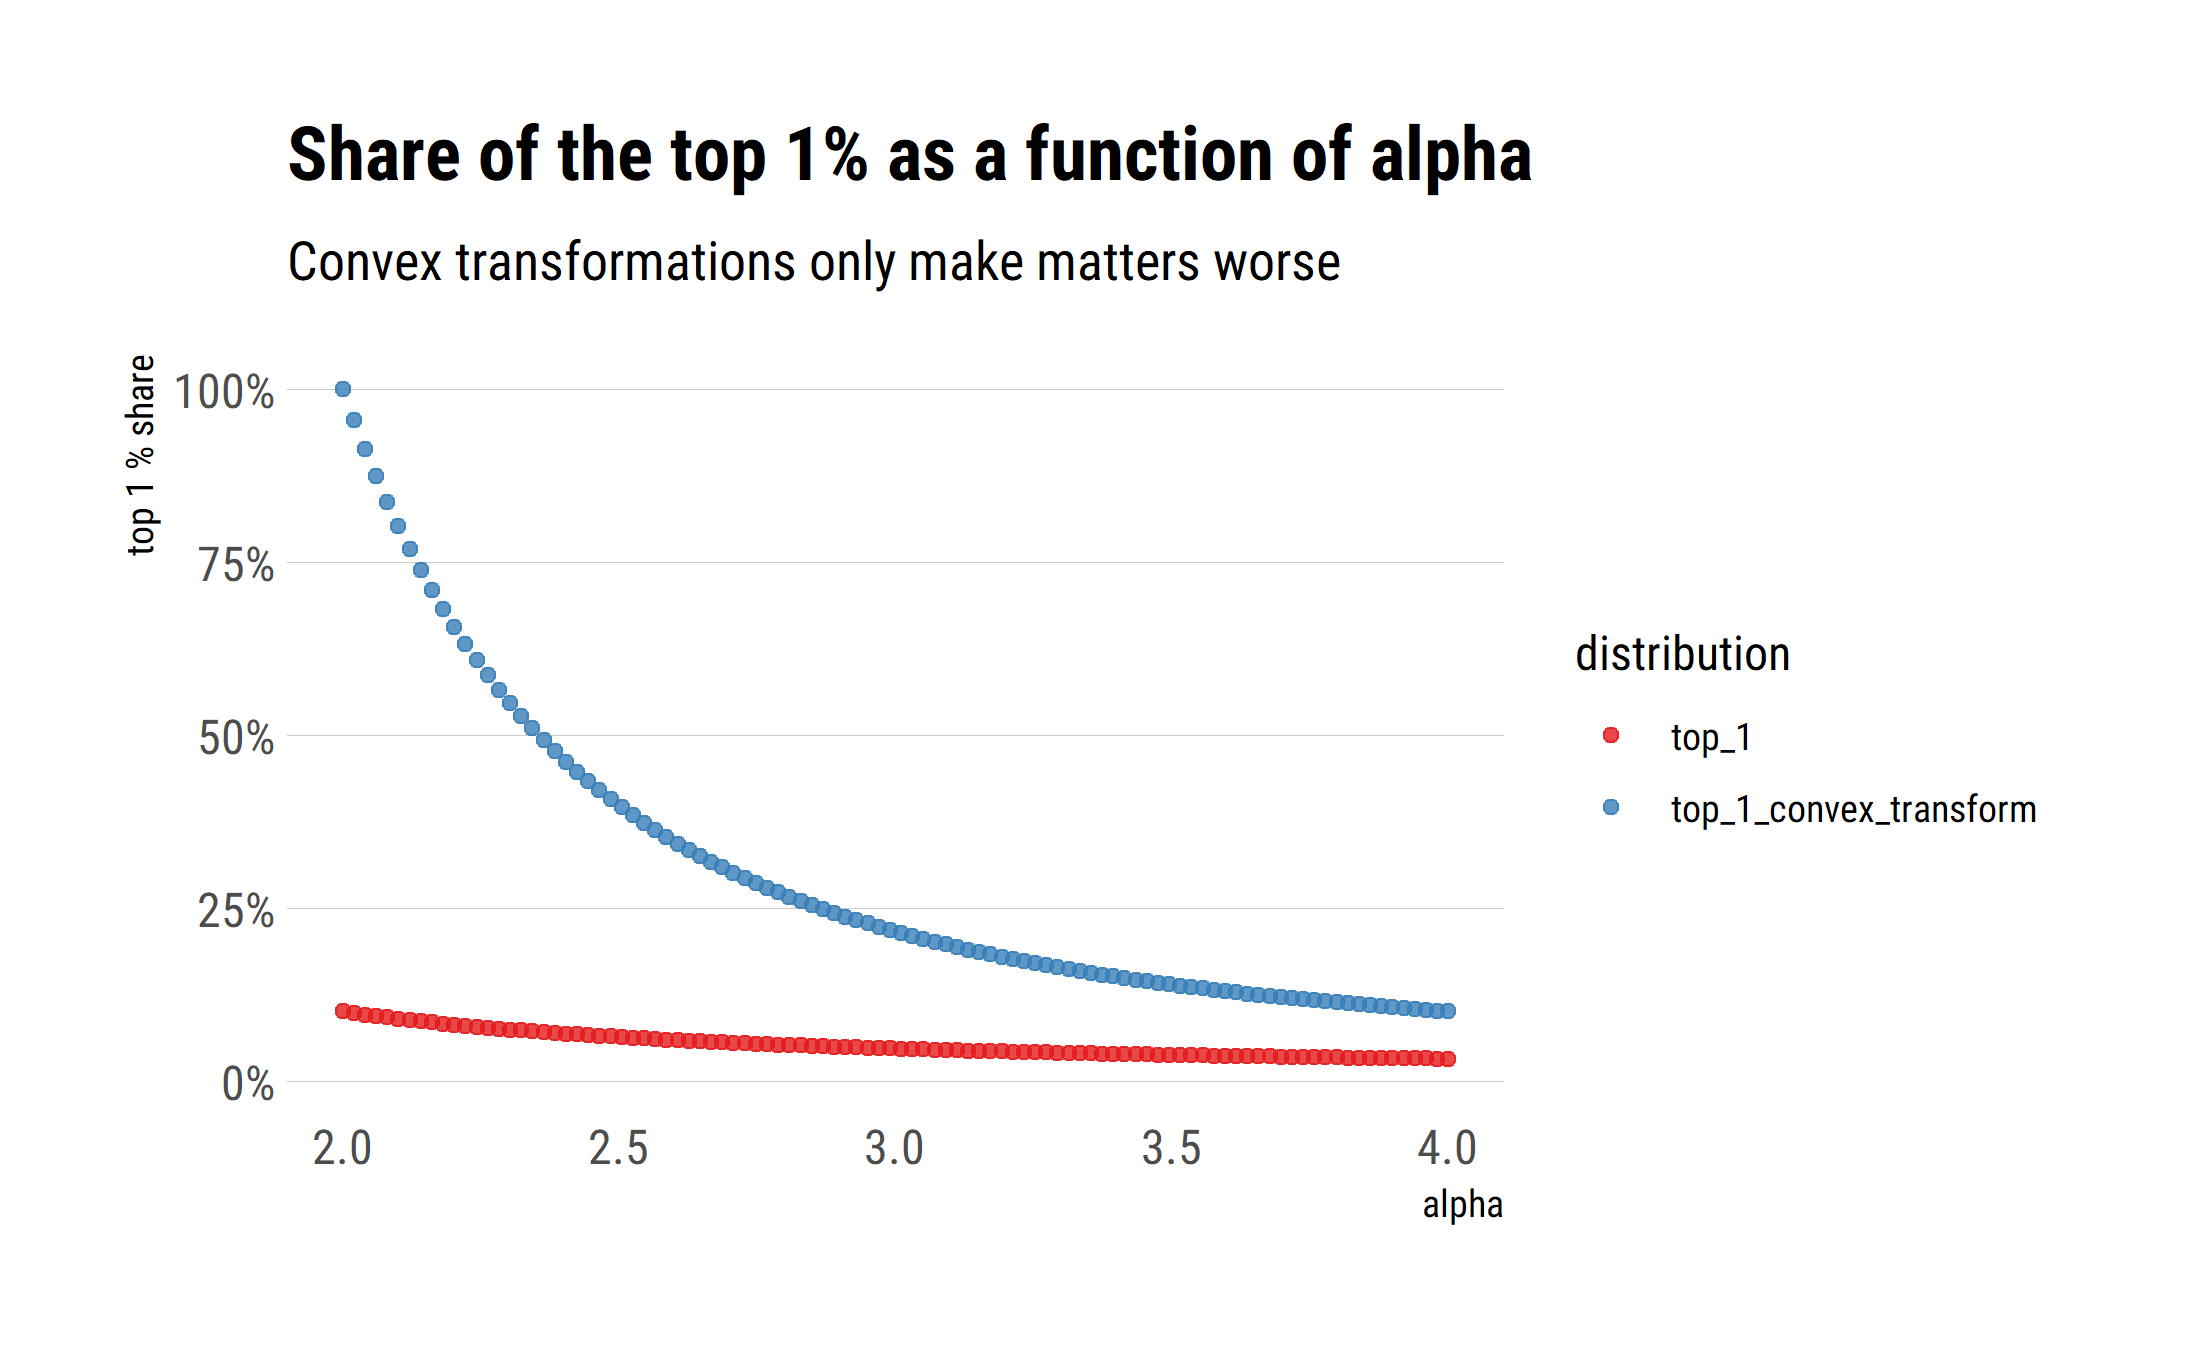 Share of the top 1% as a function of alpha
Convex transformations only make matters worse
top 1 % share
100%
75%
50%
25%
0%
2.0 2.5 3.0 3.5 4.0
alpha
distribution
top_1
top_1_convex_transform